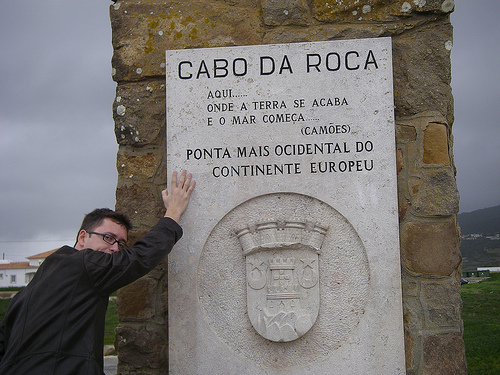 CABO DA ROCA
AQUI......
ONDE A TERRA SE ACABA
E O MAR COMEÇA......
(CAMÕES)
PONTA MAIS OCIDENTAL DO
CONTINENTE EUROPEU